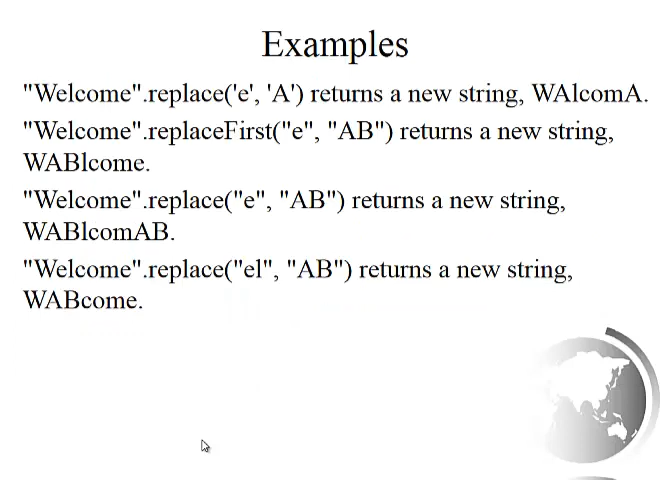 Examples
"Welcome".replace('e', 'A') returns a new string, WAlcomA.
"Welcome".replaceFirst("e", "AB") returns a new string,
WABlcome.
"Welcome".replace("e", "AB") returns a new string,
WABlcomAB.
"Welcome".replace("el", "AB") returns a new string,
WABcome.